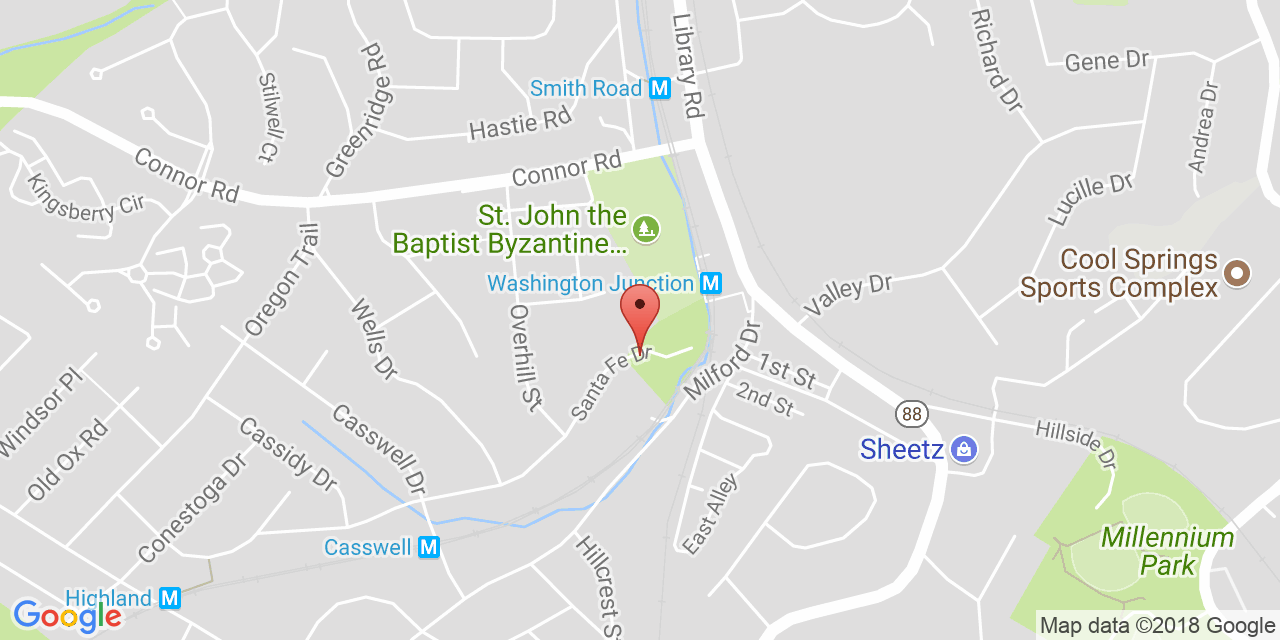 Library Rd
Richard Dr
Gene Dr
Smith Road M
Greenridge Rd
Stilwell Ct
Hastie Rd
Andrea Dr
Connor Rd
Connor Rd
Kingsberry Cir
Lucille Dr
St. John the
Baptist Byzantine...
Oregon Trail
Cool Springs
Sports Complex
Washington Junction M
Valley Dr
Wells Dr
Overhill St
Santa Fe Dr
Milford Dr
1st St
2nd St
Windsor Pl
Old Ox Rd
88
Cassidy Dr
Casswell Dr
Hillside Dr
Sheetz
Conestoga Dr
East Alley
Casswell M
Millennium
Park
Hillcrest S
Highland M
Google
Map data ©2018 Google